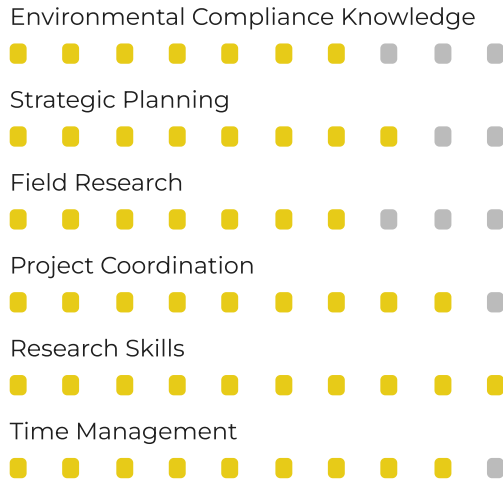 Environmental Compliance Knowledge
Strategic Planning
Field Research
Project Coordination
Research Skills
Time Management